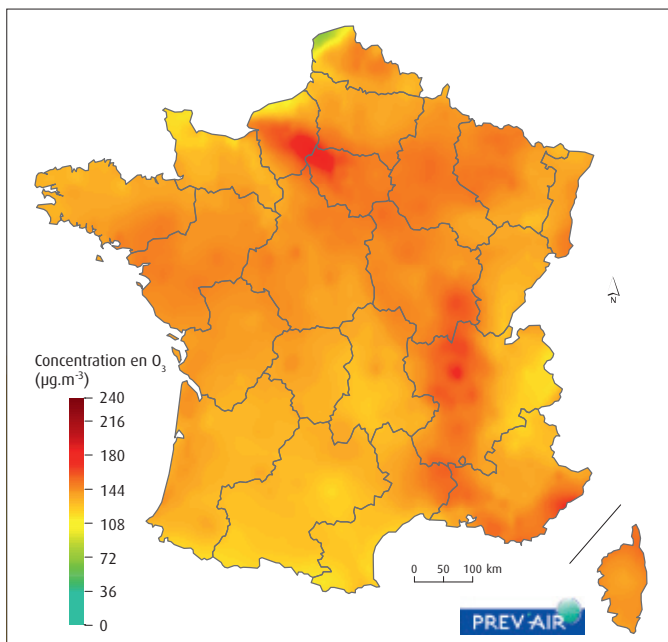 N
Concentration en O₃
(µg.m⁻³)
240
216
180
144
108
72
36
0
0 50 100 km
PREV'AIR